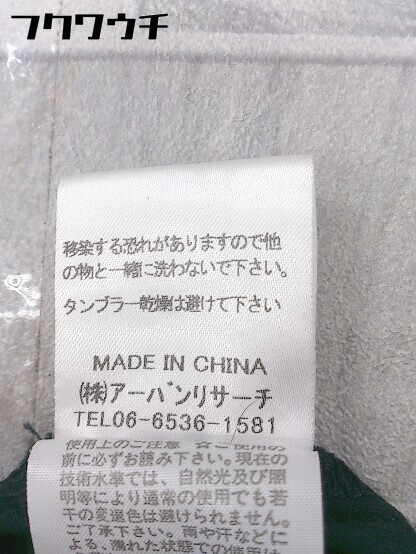 フクワウチ
移染する恐れがありますので他
の物と一緒に洗わないで下さい。
タンブラー乾燥は避けて下さい
MADE IN CHINA
(株)アーバンリサーチ
TEL06-6536-1581
使用上のご注意 ☆ご使用の
前に必ずお読み下さい。現在の
技術水準では、自然光及び照
明等により通常の使用でも若
干の変退色は避けられません。
ご了承下さい。雨や汗などに
よる、濡れた状態での